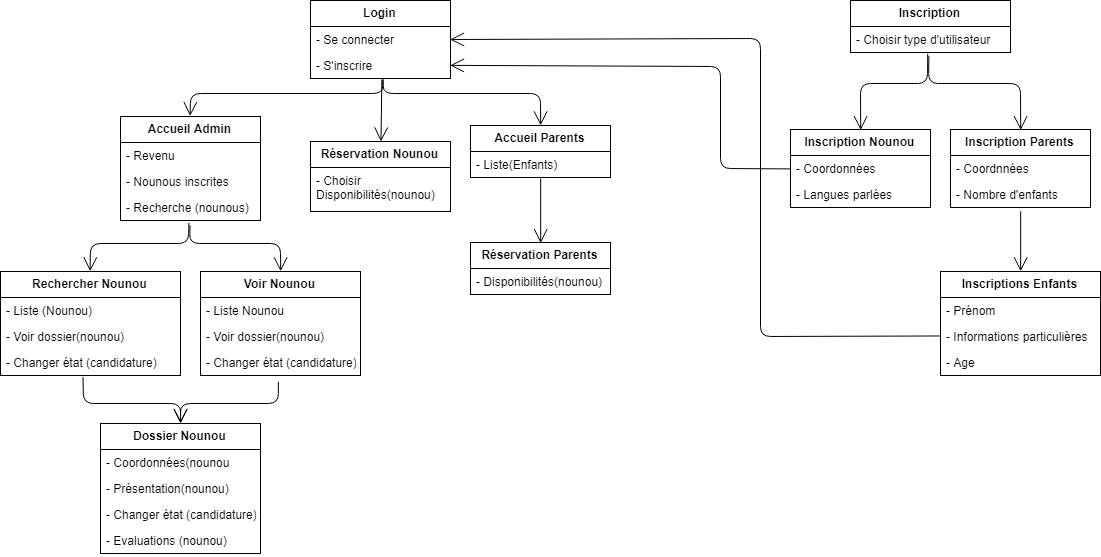 Login
- Se connecter
- S'inscrire
Inscription
- Choisir type d'utilisateur
Accueil Admin
- Revenu
- Nounous inscrites
- Recherche (nounous)
Réservation Nounou
- Choisir
Disponibilités(nounou)
Accueil Parents
- Liste(Enfants)
Inscription Nounou
- Coordonnées
- Langues parlées
Inscription Parents
- Coordnnées
- Nombre d'enfants
Réservation Parents
- Disponibilités(nounou)
Rechercher Nounou
- Liste (Nounou)
- Voir dossier(nounou)
- Changer état (candidature)
Voir Nounou
- Liste Nounou
- Voir dossier(nounou)
- Changer état (candidature)
Inscriptions Enfants
- Prénom
- Informations particulières
- Age
Dossier Nounou
- Coordonnées(nounou
- Présentation(nounou)
- Changer état (candidature)
- Evaluations (nounou)